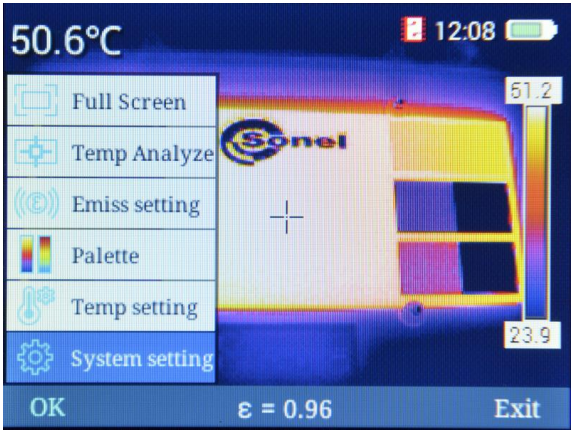 50.6°C
12:08
Full Screen
Temp Analyze
Emiss setting
Palette
Temp setting
System setting
Sonel
51.2
23.9
OK
ε = 0.96
Exit